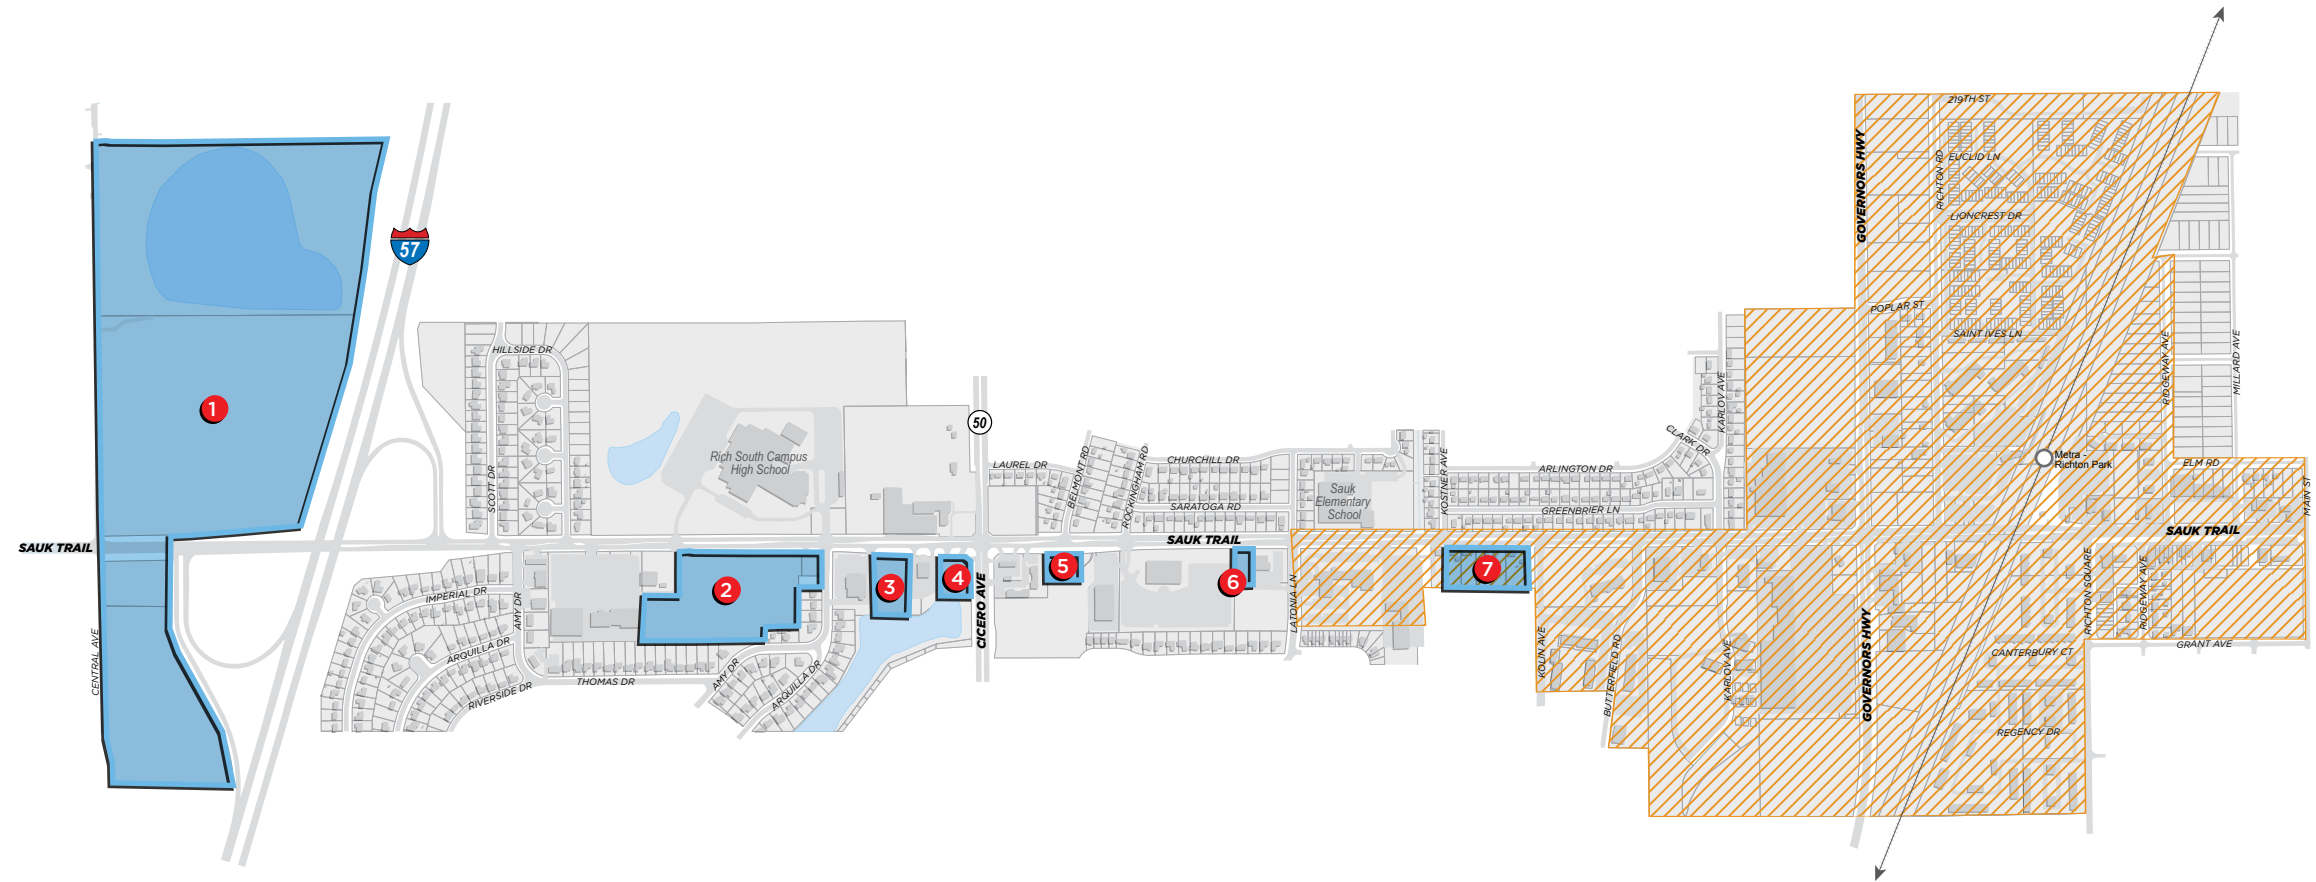 219TH ST
GOVERNORS HWY
RICHTON RD
EUCLID LN
LIONCREST DR
57
POPLAR ST
SAINT IVES LN
RIDGEWAY AVE
MILLARD AVE
HILLSIDE DR
KARLOV AVE
1
50
CLARK DR
Rich South Campus
High School
LAUREL DR
BELMONT RD
ROCKINGHAM RD
CHURCHILL DR
KOSTNER AVE
ARLINGTON DR
Metra -
Richton Park
ELM RD
MAIN ST
SCOTT DR
SARATOGA RD
Sauk
Elementary
School
GREENBRIER LN
SAUK TRAIL
SAUK TRAIL
SAUK TRAIL
2
3
4
5
6
7
IMPERIAL DR
AMY DR
CICERO AVE
LATONIA LN
RICHTON SQUARE
RIDGEWAY AVE
CENTRAL AVE
ARQUILLA DR
KOLIN AVE
BUTTERFIELD RD
KARLOV AVE
GOVERNORS HWY
CANTERBURY CT
GRANT AVE
RIVERSIDE DR
THOMAS DR
AMY DR
ARQUILLA DR
REGENCY DR